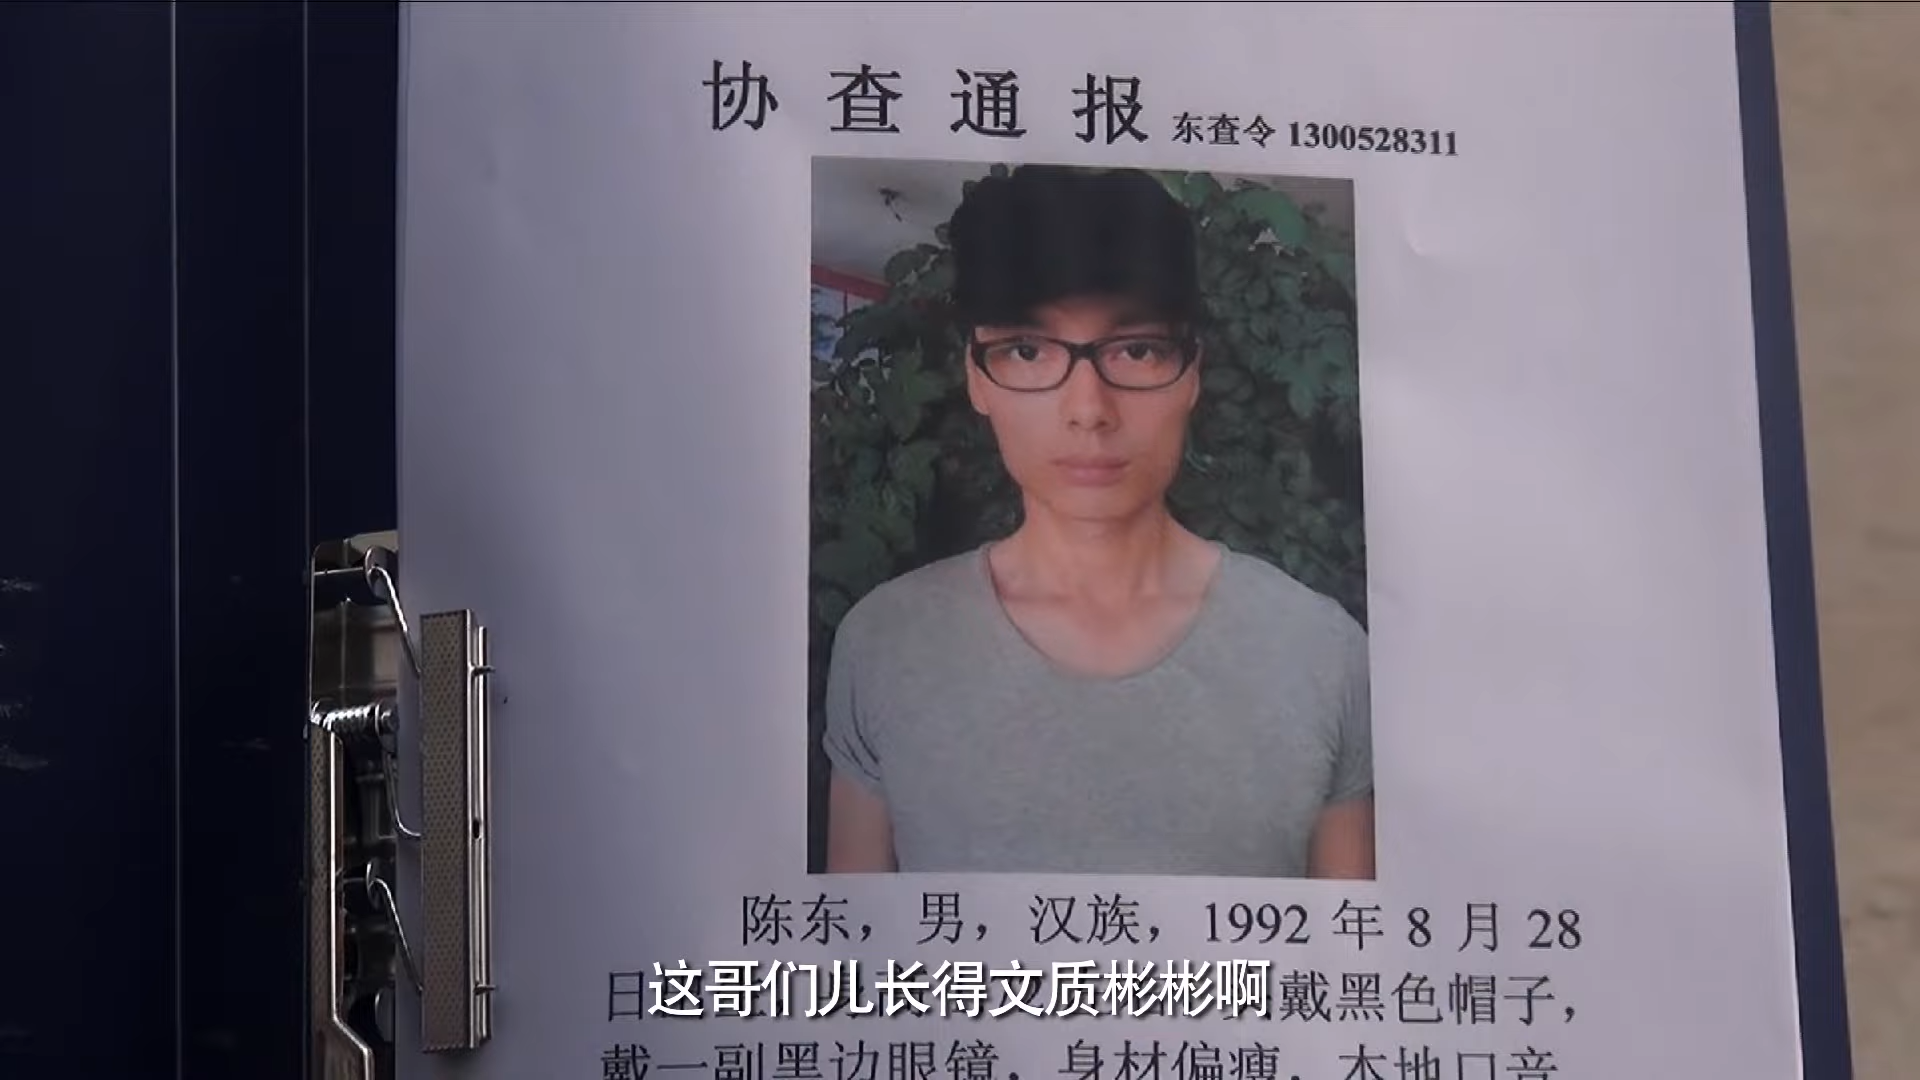 协查通报 东查令 1300528311
陈东，男，汉族，1992 年 8 月 28
日
戴黑色帽子，
这哥们儿长得文质彬彬啊
戴一副黑边眼镜，身材偏瘦，本地口音